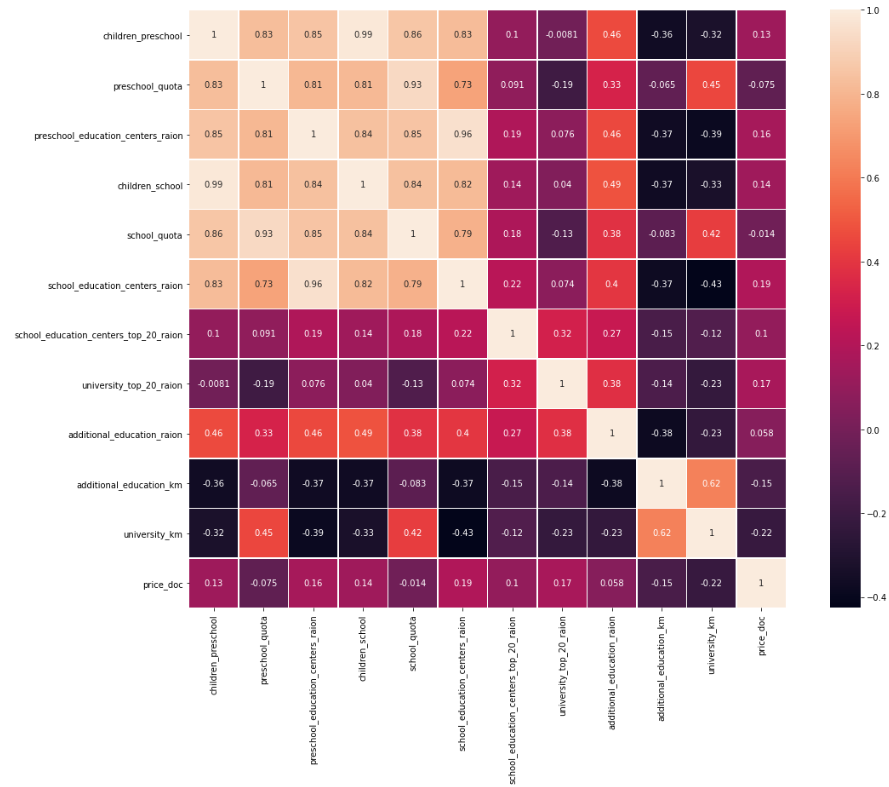 children_preschool 1 0.83 0.85 0.99 0.86 0.83 0.1 -0.0081 0.46 -0.36 -0.32 0.13
preschool_quota 0.83 1 0.81 0.81 0.93 0.73 0.091 -0.19 0.33 -0.065 0.45 -0.075
preschool_education_centers_raion 0.85 0.81 1 0.84 0.85 0.96 0.19 0.076 0.46 -0.37 -0.39 0.16
children_school 0.99 0.81 0.84 1 0.84 0.82 0.14 0.04 0.49 -0.37 -0.33 0.14
school_quota 0.86 0.93 0.85 0.84 1 0.79 0.18 -0.13 0.38 -0.083 0.42 -0.014
school_education_centers_raion 0.83 0.73 0.96 0.82 0.79 1 0.22 0.074 0.4 -0.37 -0.43 0.19
school_education_centers_top_20_raion 0.1 0.091 0.19 0.14 0.18 0.22 1 0.32 0.27 -0.15 -0.12 0.1
university_top_20_raion -0.0081 -0.19 0.076 0.04 -0.13 0.074 0.32 1 0.38 -0.14 -0.23 0.17
additional_education_raion 0.46 0.33 0.46 0.49 0.38 0.4 0.27 0.38 1 -0.38 -0.23 0.058
additional_education_km -0.36 -0.065 -0.37 -0.37 -0.083 -0.37 -0.15 -0.14 -0.38 1 0.62 -0.15
university_km -0.32 0.45 -0.39 -0.33 0.42 -0.43 -0.12 -0.23 -0.23 0.62 1 -0.22
price_doc 0.13 -0.075 0.16 0.14 -0.014 0.19 0.1 0.17 0.058 -0.15 -0.22 1
children_preschool
preschool_quota
preschool_education_centers_raion
children_school
school_quota
school_education_centers_raion
school_education_centers_top_20_raion
university_top_20_raion
additional_education_raion
additional_education_km
university_km
price_doc
1.0
0.8
0.6
0.4
0.2
0.0
−0.2
−0.4